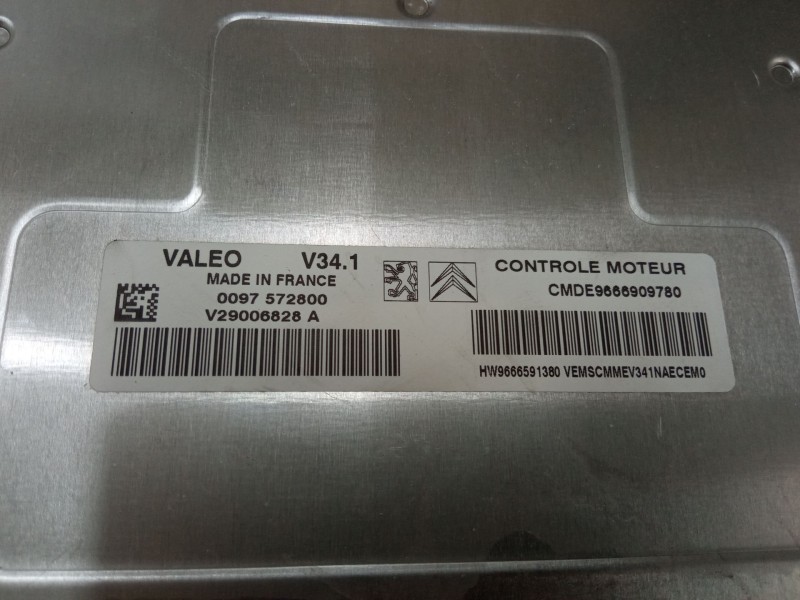 VALEO V34.1
MADE IN FRANCE
0097 572800
V29006828 A
CONTROLE MOTEUR
CMDE9666909780
HW9666591380 VEMSCMMEV341NAECEM0